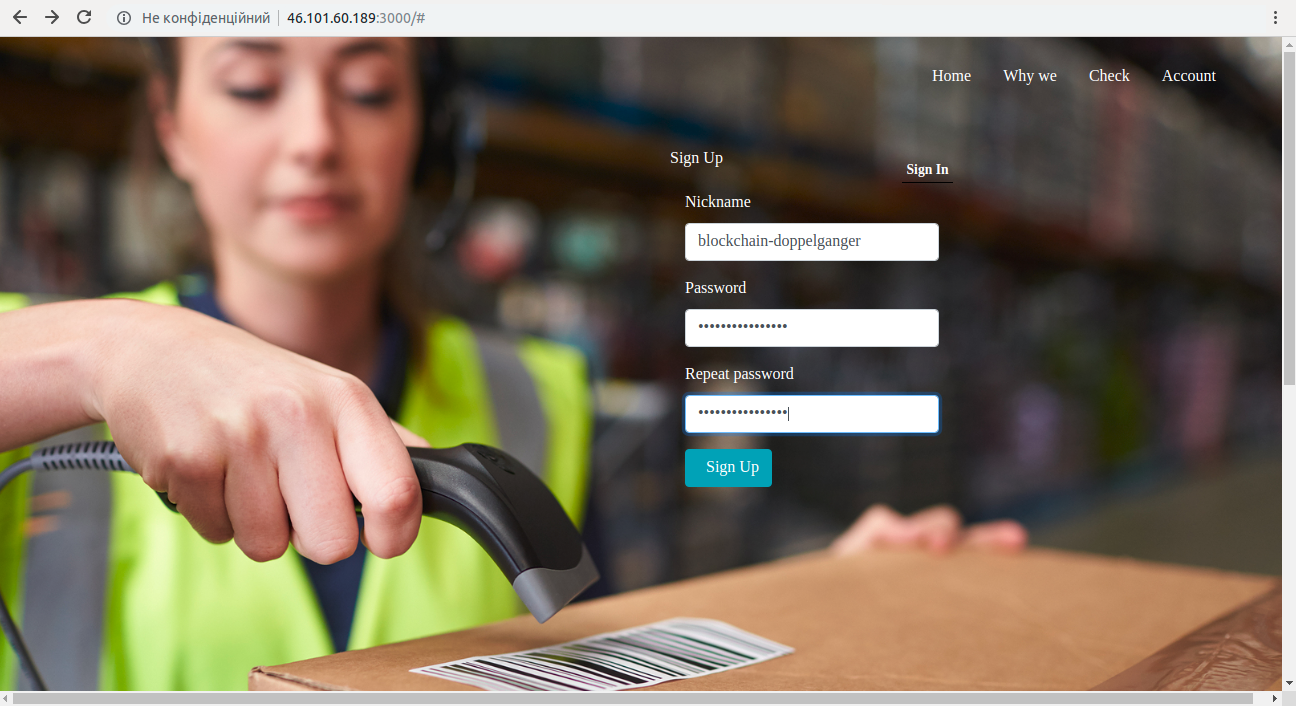 Не конфіденційний 46.101.60.189:3000/#
Home Why we Check Account
Sign Up Sign In
Nickname
blockchain-doppelganger
Password
••••••••••••••••
Repeat password
••••••••••••••••
Sign Up